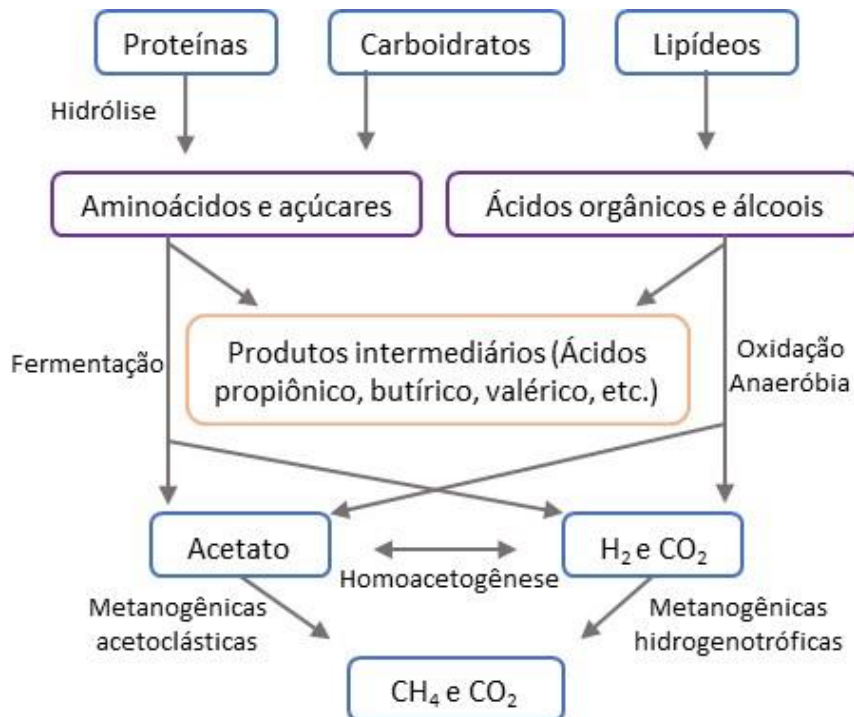 Proteínas
Carboidratos
Lipídeos
Hidrólise
Aminoácidos e açúcares
Ácidos orgânicos e álcoois
Fermentação
Produtos intermediários (Ácidos
propiônico, butírico, valérico, etc.)
Oxidação
Anaeróbia
Acetato
H₂ e CO₂
Homoacetogênese
Metanogênicas
acetoclásticas
Metanogênicas
hidrogenotróficas
CH₄ e CO₂